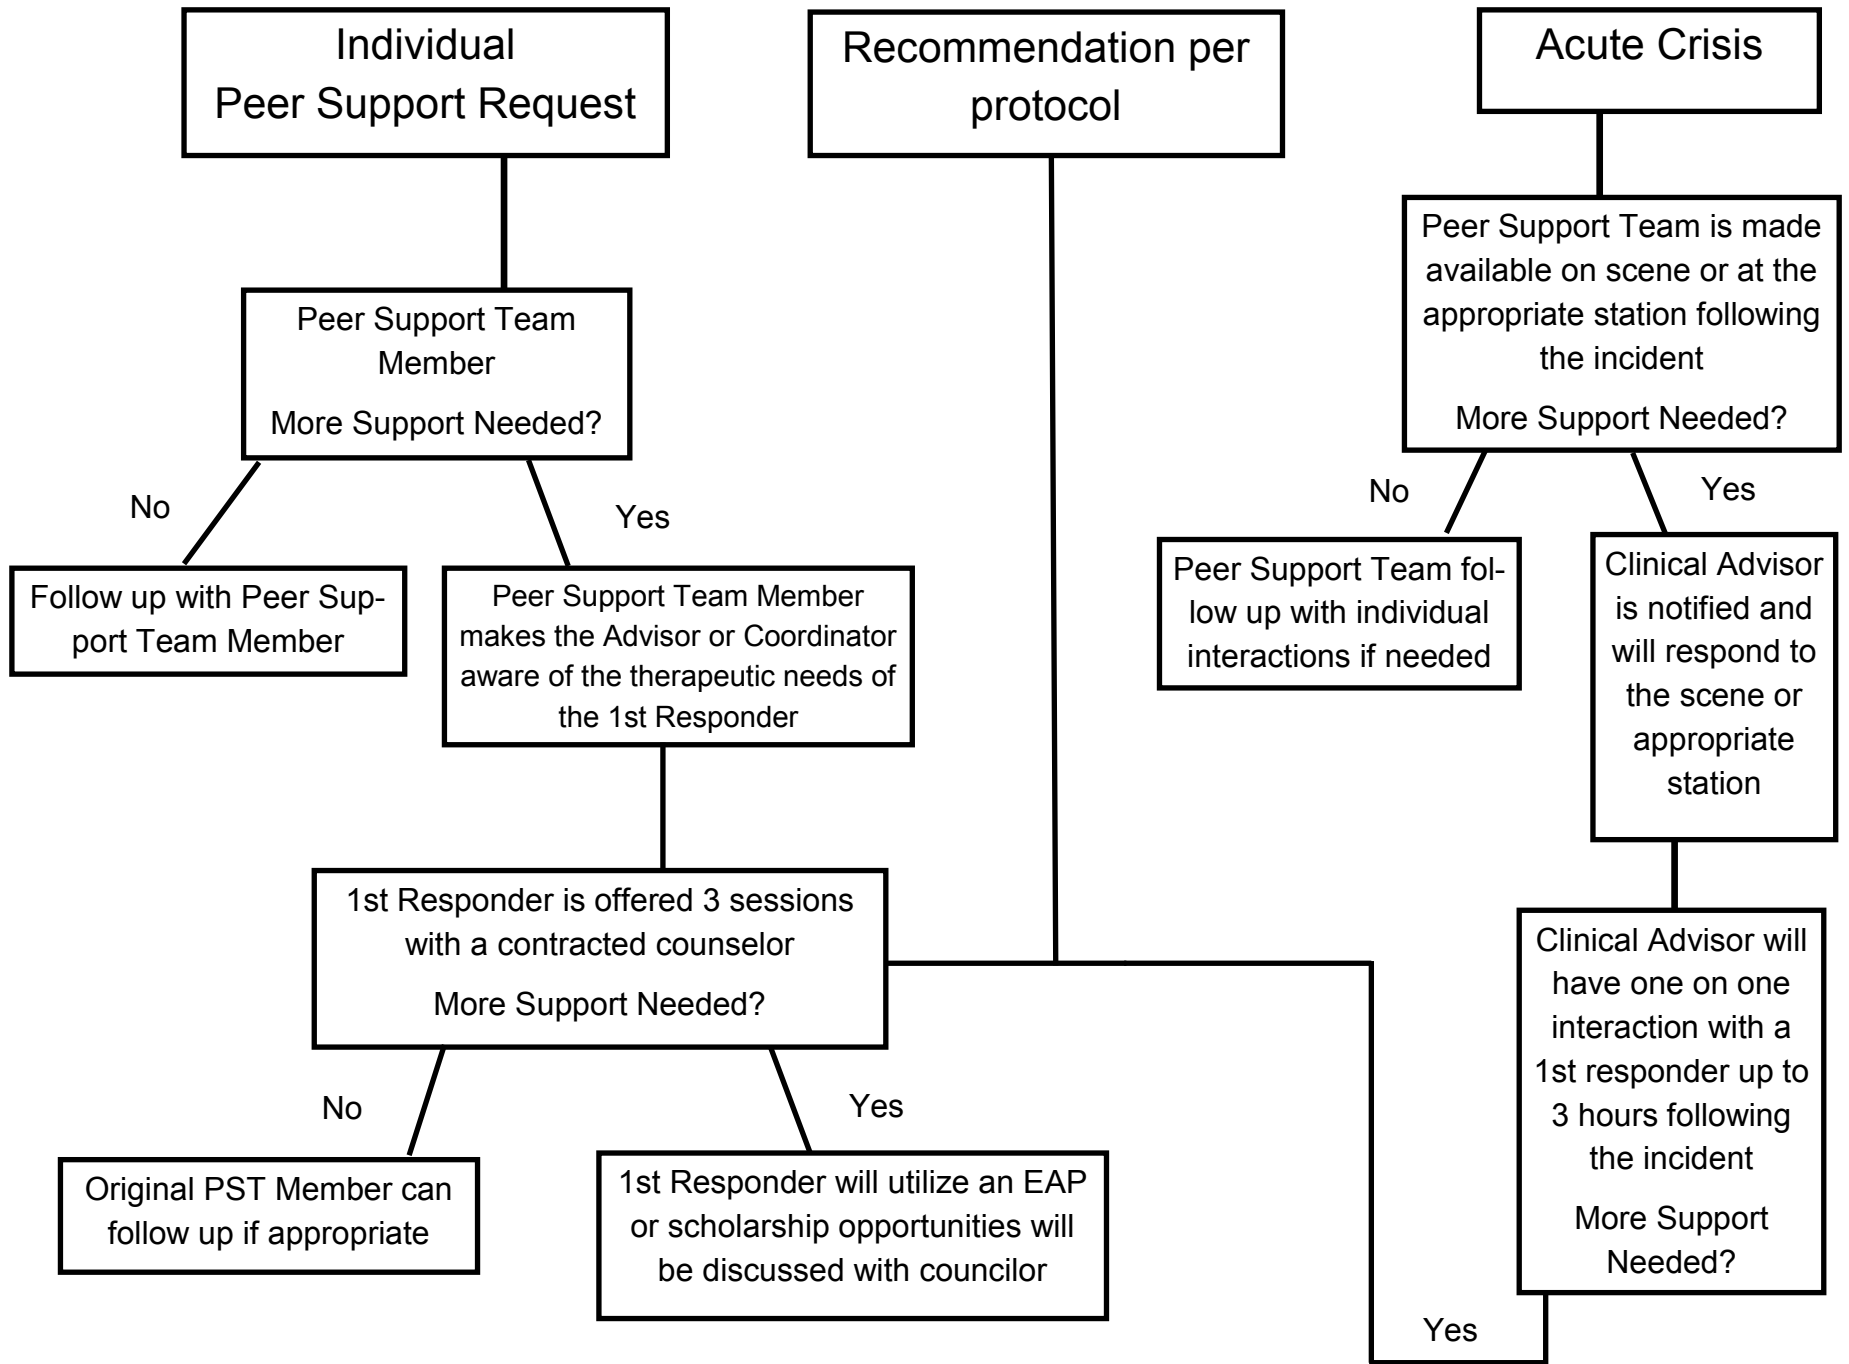 Individual
Peer Support Request
Recommendation per
protocol
Acute Crisis
Peer Support Team
Member
More Support Needed?
No
Yes
Follow up with Peer Sup-
port Team Member
Peer Support Team Member
makes the Advisor or Coordinator
aware of the therapeutic needs of
the 1st Responder
1st Responder is offered 3 sessions
with a contracted counselor
More Support Needed?
No
Yes
Original PST Member can
follow up if appropriate
1st Responder will utilize an EAP
or scholarship opportunities will
be discussed with councilor
Peer Support Team is made
available on scene or at the
appropriate station following
the incident
More Support Needed?
No
Yes
Peer Support Team fol-
low up with individual
interactions if needed
Clinical Advisor
is notified and
will respond to
the scene or
appropriate
station
Clinical Advisor will
have one on one
interaction with a
1st responder up to
3 hours following
the incident
More Support
Needed?
Yes